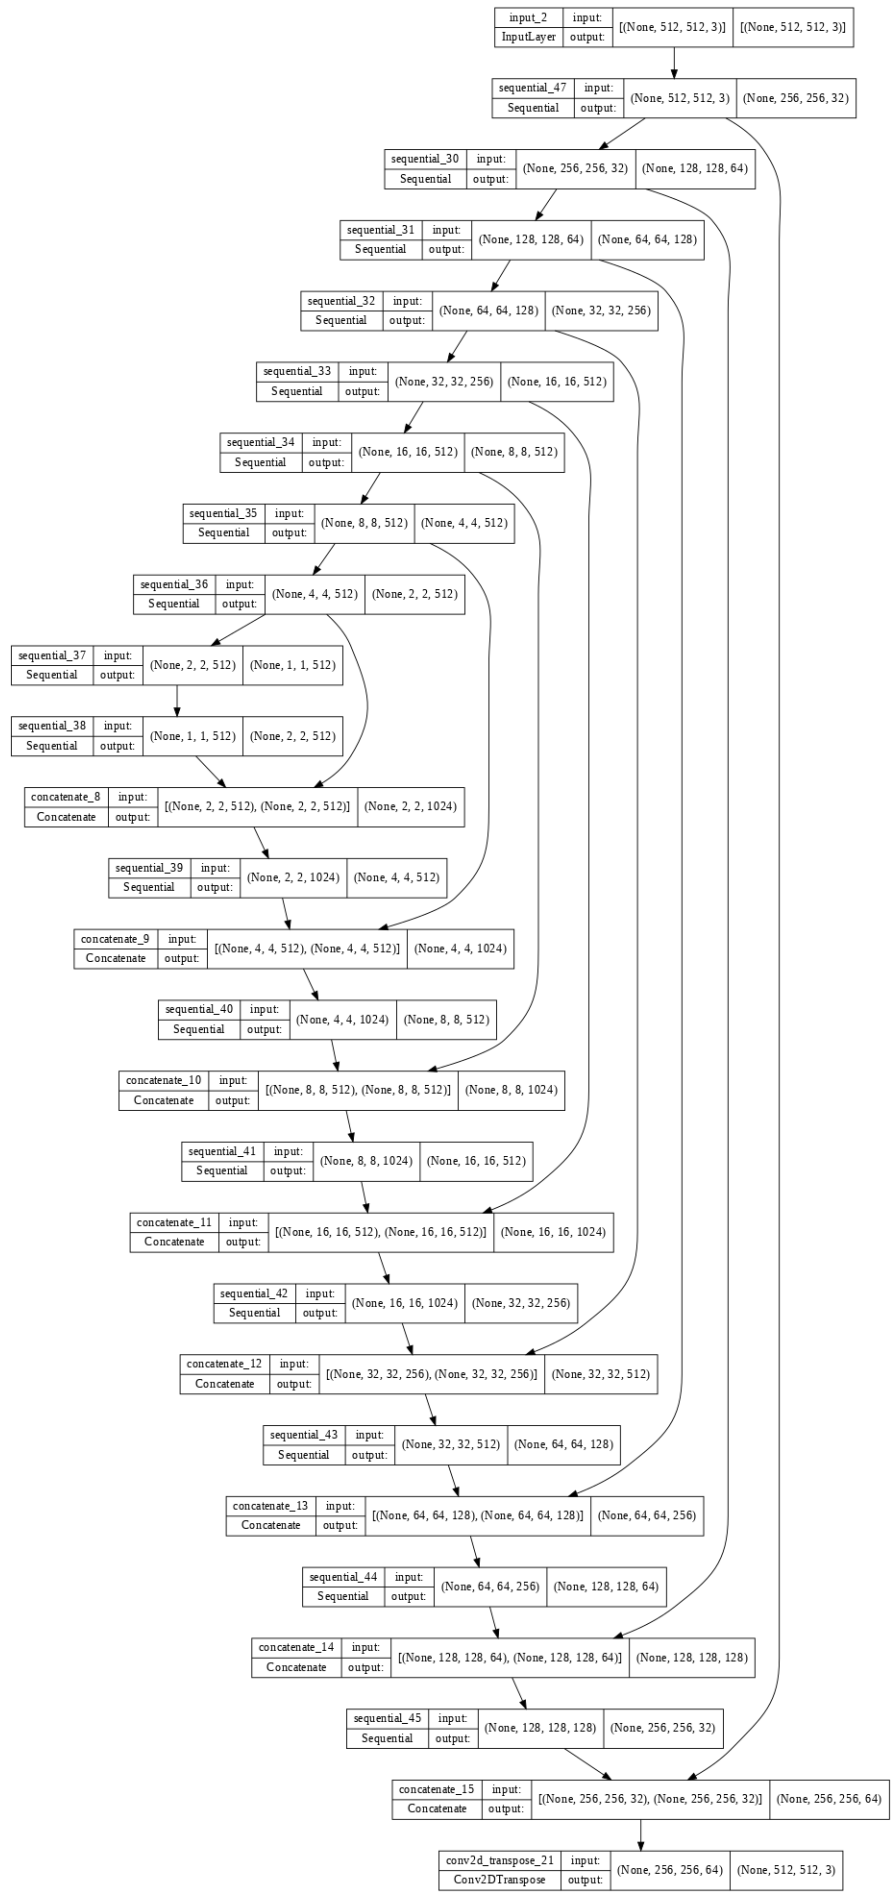 input_2 input: [(None, 512, 512, 3)] [(None, 512, 512, 3)]
InputLayer output:
sequential_47 input: (None, 512, 512, 3) (None, 256, 256, 32)
Sequential output:
sequential_30 input: (None, 256, 256, 32) (None, 128, 128, 64)
Sequential output:
sequential_31 input: (None, 128, 128, 64) (None, 64, 64, 128)
Sequential output:
sequential_32 input: (None, 64, 64, 128) (None, 32, 32, 256)
Sequential output:
sequential_33 input: (None, 32, 32, 256) (None, 16, 16, 512)
Sequential output:
sequential_34 input: (None, 16, 16, 512) (None, 8, 8, 512)
Sequential output:
sequential_35 input: (None, 8, 8, 512) (None, 4, 4, 512)
Sequential output:
sequential_36 input: (None, 4, 4, 512) (None, 2, 2, 512)
Sequential output:
sequential_37 input: (None, 2, 2, 512) (None, 1, 1, 512)
Sequential output:
sequential_38 input: (None, 1, 1, 512) (None, 2, 2, 512)
Sequential output:
concatenate_8 input: [(None, 2, 2, 512), (None, 2, 2, 512)] (None, 2, 2, 1024)
Concatenate output:
sequential_39 input: (None, 2, 2, 1024) (None, 4, 4, 512)
Sequential output:
concatenate_9 input: [(None, 4, 4, 512), (None, 4, 4, 512)] (None, 4, 4, 1024)
Concatenate output:
sequential_40 input: (None, 4, 4, 1024) (None, 8, 8, 512)
Sequential output:
concatenate_10 input: [(None, 8, 8, 512), (None, 8, 8, 512)] (None, 8, 8, 1024)
Concatenate output:
sequential_41 input: (None, 8, 8, 1024) (None, 16, 16, 512)
Sequential output:
concatenate_11 input: [(None, 16, 16, 512), (None, 16, 16, 512)] (None, 16, 16, 1024)
Concatenate output:
sequential_42 input: (None, 16, 16, 1024) (None, 32, 32, 256)
Sequential output:
concatenate_12 input: [(None, 32, 32, 256), (None, 32, 32, 256)] (None, 32, 32, 512)
Concatenate output:
sequential_43 input: (None, 32, 32, 512) (None, 64, 64, 128)
Sequential output:
concatenate_13 input: [(None, 64, 64, 128), (None, 64, 64, 128)] (None, 64, 64, 256)
Concatenate output:
sequential_44 input: (None, 64, 64, 256) (None, 128, 128, 64)
Sequential output:
concatenate_14 input: [(None, 128, 128, 64), (None, 128, 128, 64)] (None, 128, 128, 128)
Concatenate output:
sequential_45 input: (None, 128, 128, 128) (None, 256, 256, 32)
Sequential output:
concatenate_15 input: [(None, 256, 256, 32), (None, 256, 256, 32)] (None, 256, 256, 64)
Concatenate output:
conv2d_transpose_21 input: (None, 256, 256, 64) (None, 512, 512, 3)
Conv2DTranspose output: